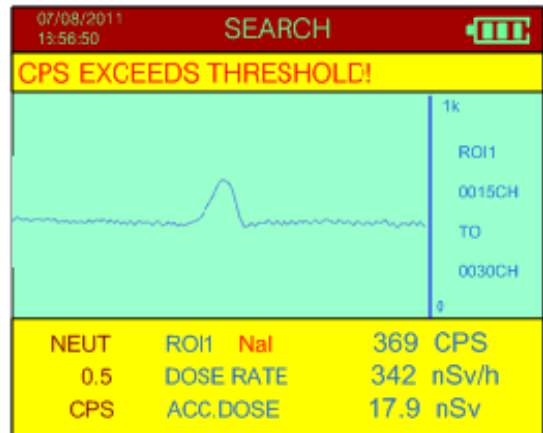 07/08/2011
13:56:50
SEARCH
CPS EXCEEDS THRESHOLD!
1k
ROI1
0015CH
TO
0030CH
0
NEUT ROI1 NaI 369 CPS
0.5 DOSE RATE 342 nSv/h
CPS ACC.DOSE 17.9 nSv